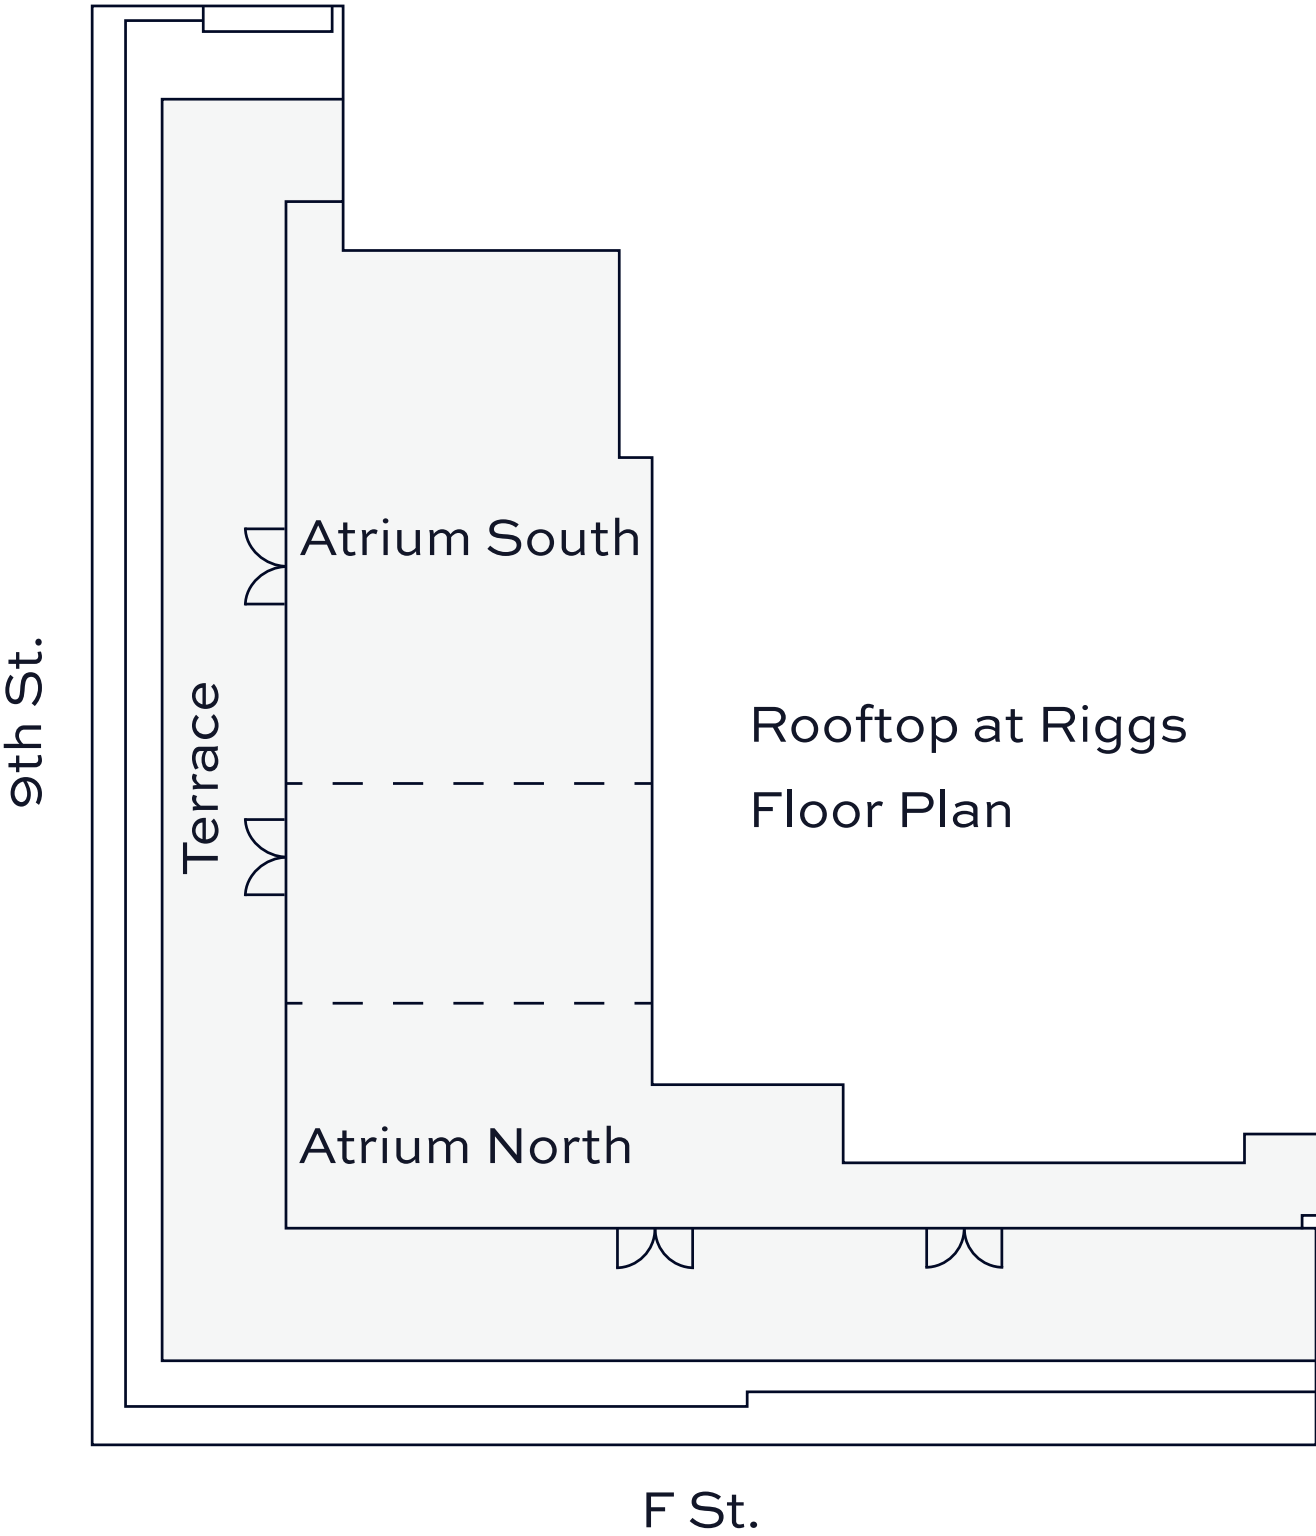 Atrium South
9th St.
Terrace
Rooftop at Riggs
Floor Plan
Atrium North
F St.